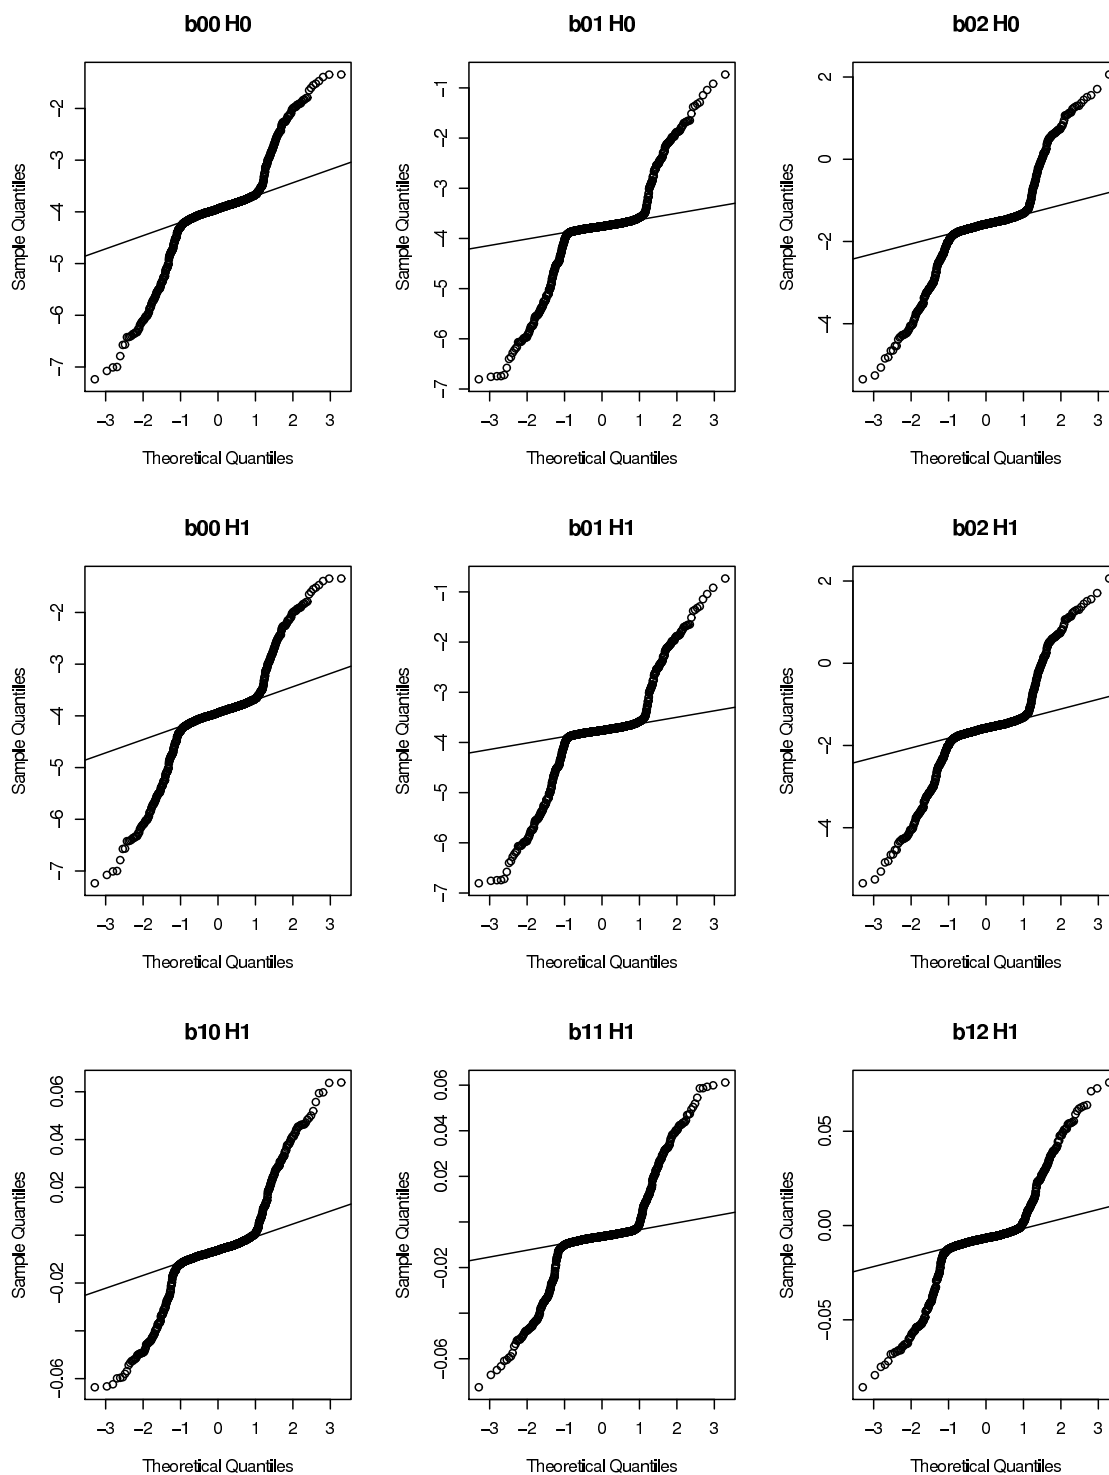 b00 H0
b01 H0
b02 H0
Sample Quantiles
-2
-3
-4
-5
-6
-7
Sample Quantiles
-1
-2
-3
-4
-5
-6
-7
Sample Quantiles
2
0
-2
-4
-3 -2 -1 0 1 2 3
-3 -2 -1 0 1 2 3
-3 -2 -1 0 1 2 3
Theoretical Quantiles
Theoretical Quantiles
Theoretical Quantiles
b00 H1
b01 H1
b02 H1
Sample Quantiles
-2
-3
-4
-5
-6
-7
Sample Quantiles
-1
-2
-3
-4
-5
-6
-7
Sample Quantiles
2
0
-2
-4
-3 -2 -1 0 1 2 3
-3 -2 -1 0 1 2 3
-3 -2 -1 0 1 2 3
Theoretical Quantiles
Theoretical Quantiles
Theoretical Quantiles
b10 H1
b11 H1
b12 H1
Sample Quantiles
0.06
0.04
0.02
-0.02
-0.06
Sample Quantiles
0.06
0.02
-0.02
-0.06
Sample Quantiles
0.05
0.00
-0.05
-3 -2 -1 0 1 2 3
-3 -2 -1 0 1 2 3
-3 -2 -1 0 1 2 3
Theoretical Quantiles
Theoretical Quantiles
Theoretical Quantiles